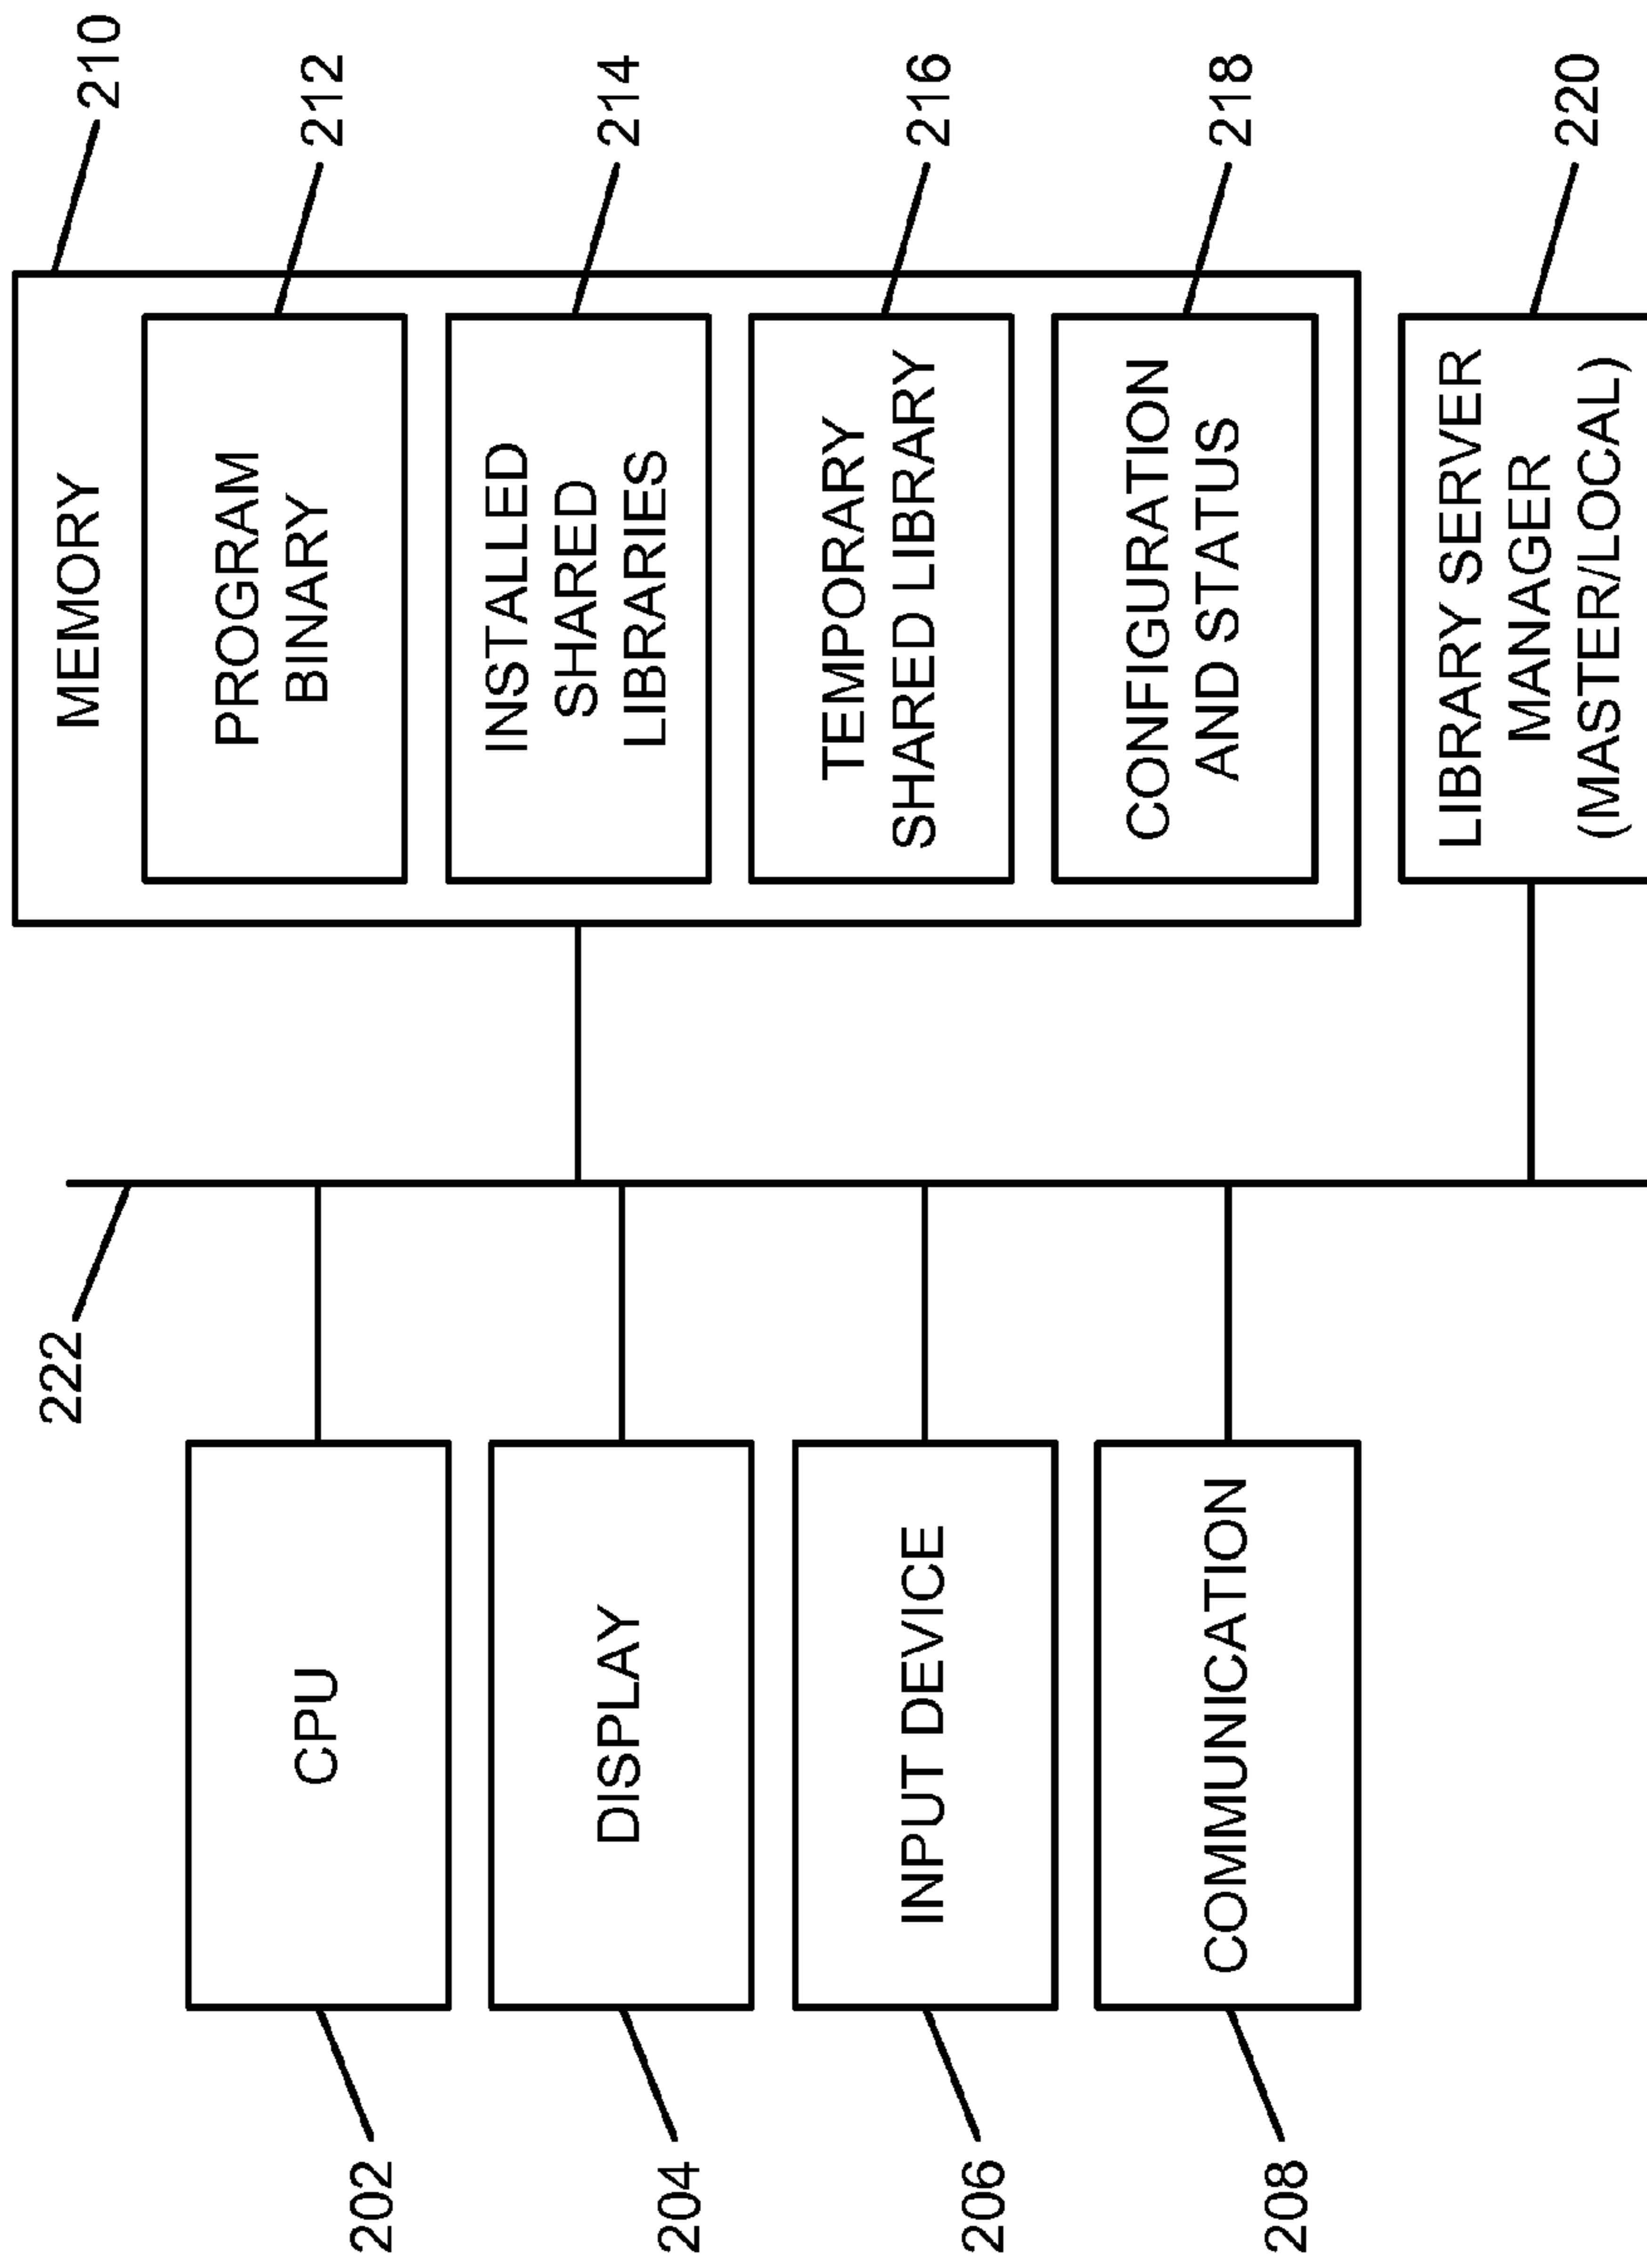 210
MEMORY
212
PROGRAM
BINARY
214
INSTALLED
SHARED
LIBRARIES
216
TEMPORARY
SHARED LIBRARY
218
CONFIGURATION
AND STATUS
220
LIBRARY SERVER
MANAGER
(MASTER/LOCAL)
222
202
CPU
204
DISPLAY
206
INPUT DEVICE
208
COMMUNICATION